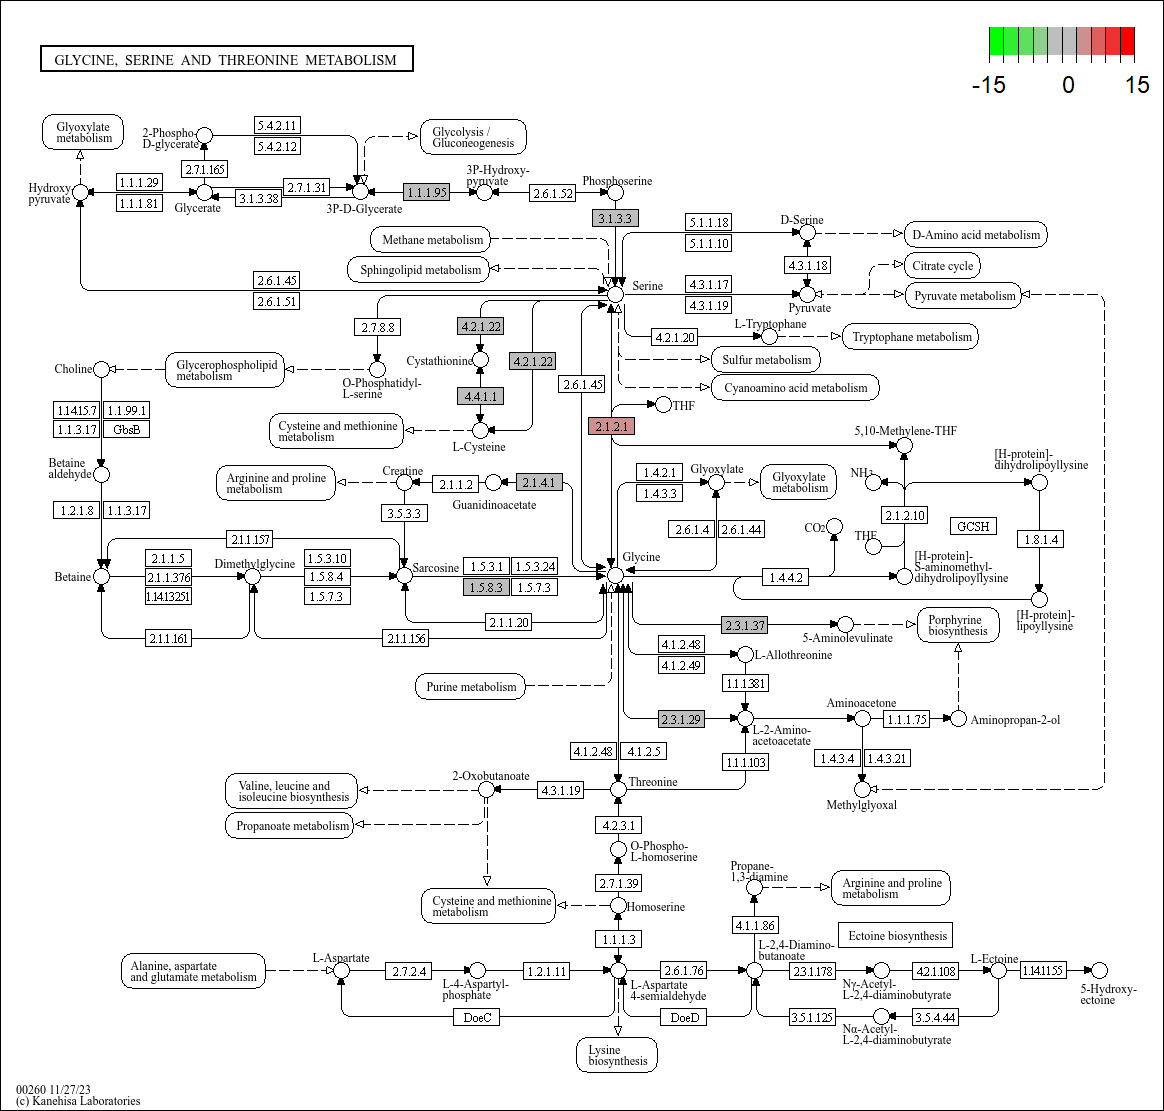 GLYCINE, SERINE AND THREONINE METABOLISM
-15
0
15
Glyoxylate
metabolism
2-Phospho-
D-glycerate
5.4.2.11
5.4.2.12
Glycolysis /
Gluconeogenesis
2.7.1.165
Hydroxy
pyruvate
1.1.1.29
1.1.1.81
Glycerate
2.7.1.31
3.1.3.38
3P-D-Glycerate
1.1.1.95
3P-Hydroxy-
pyruvate
2.6.1.52
Phosphoserine
3.1.3.3
5.1.1.18
5.1.1.10
D-Serine
D-Amino acid metabolism
Methane metabolism
Sphingolipid metabolism
4.3.1.18
Citrate cycle
2.6.1.45
2.6.1.51
Serine
4.3.1.17
4.3.1.19
Pyruvate
Pyruvate metabolism
2.7.8.8
4.2.1.22
4.2.1.20
L-Tryptophane
Tryptophane metabolism
Choline
Glycerophospholipid
metabolism
O-Phosphatidyl-
L-serine
Cystathionine
4.2.1.22
Sulfur metabolism
2.6.1.45
Cyanoamino acid metabolism
4.4.1.1
THF
1.14.15.7
1.1.99.1
1.1.3.17
GbsB
Cysteine and methionine
metabolism
L-Cysteine
2.1.2.1
5,10-Methylene-THF
Betaine
aldehyde
Arginine and proline
metabolism
Creatine
2.1.1.2
Guanidinoacetate
2.1.4.1
1.4.2.1
1.4.3.3
Glyoxylate
Glyoxylate
metabolism
NH3
[H-protein]-
dihydrolipoyllysine
1.2.1.8
1.1.3.17
3.5.3.3
2.6.1.4
2.6.1.44
CO2
2.1.2.10
THF
GCSH
1.8.1.4
2.1.1.157
2.1.1.5
2.1.1.376
1.14.13.251
Dimethylglycine
1.5.3.10
1.5.8.4
1.5.7.3
Betaine
Sarcosine
1.5.3.1
1.5.3.24
1.5.8.3
1.5.7.3
Glycine
1.4.4.2
[H-protein]-
S-aminomethyl-
dihydrolipoyllysine
[H-protein]-
lipoyllysine
2.1.1.20
2.1.1.161
2.1.1.156
2.3.1.37
5-Aminolevulinate
Porphyrine
biosynthesis
4.1.2.48
4.1.2.49
L-Allothreonine
1.1.1.381
Purine metabolism
2.3.1.29
L-2-Amino-
acetoacetate
Aminoacetone
1.1.1.75
Aminopropan-2-ol
4.1.2.48
4.1.2.5
1.1.1.103
1.4.3.4
1.4.3.21
Methylglyoxal
Valine, leucine and
isoleucine biosynthesis
2-Oxobutanoate
4.3.1.19
Threonine
Propanoate metabolism
4.2.3.1
O-Phospho-
L-homoserine
2.7.1.39
Propane-
1,3-diamine
Arginine and proline
metabolism
Cysteine and methionine
metabolism
Homoserine
4.1.1.86
Ectoine biosynthesis
1.1.1.3
Alanine, aspartate
and glutamate metabolism
L-Aspartate
2.7.2.4
L-4-Aspartyl-
phosphate
1.2.1.11
L-Aspartate
4-semialdehyde
2.6.1.76
L-2,4-Diamino-
butanoate
2.3.1.178
Nγ-Acetyl-
L-2,4-diaminobutyrate
4.2.1.108
L-Ectoine
1.14.11.55
5-Hydroxy-
ectoine
DoeC
DoeD
3.5.1.125
Nα-Acetyl-
L-2,4-diaminobutyrate
3.5.4.44
Lysine
biosynthesis
00260 11/27/23
(c) Kanehisa Laboratories